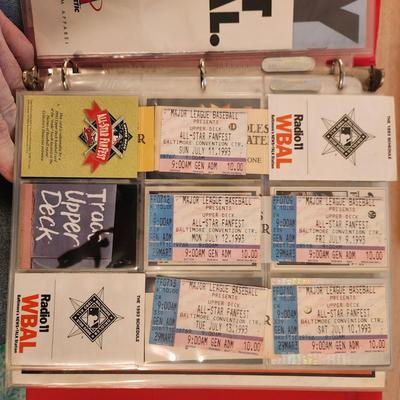 AL.
M APPAREL
ALL-STAR FANFEST
MAJOR LEAGUE BASEBALL
PRESENTS
UPPER DECK
ALL-STAR FANFEST
BALTIMORE CONVENTION CTR.
SUN JULY 11,1993
9:00AM GEN ADM 10.00
Radio 11
WBAL
THE 1993 SCHEDULE
Trade
Upper
Deck
MAJOR LEAGUE BASEBALL
PRESENTS
UPPER DECK
ALL-STAR FANFEST
BALTIMORE CONVENTION CTR.
MON JULY 12,1993
9:00AM GEN ADM 10.00
MAJOR LEAGUE BASEBALL
PRESENTS
UPPER DECK
ALL-STAR FANFEST
BALTIMORE CONVENTION CTR.
FRI JULY 9,1993
9:00AM GEN ADM 10.00
Radio 11
WBAL
THE 1993 SCHEDULE
MAJOR LEAGUE BASEBALL
PRESENTS
UPPER DECK
ALL-STAR FANFEST
BALTIMORE CONVENTION CTR.
TUE JULY 13,1993
9:00AM GEN ADM 10.00
MAJOR LEAGUE BASEBALL
PRESENTS
UPPER DECK
ALL-STAR FANFEST
BALTIMORE CONVENTION CTR.
SAT JULY 10,1993
9:00AM GEN ADM 10.00